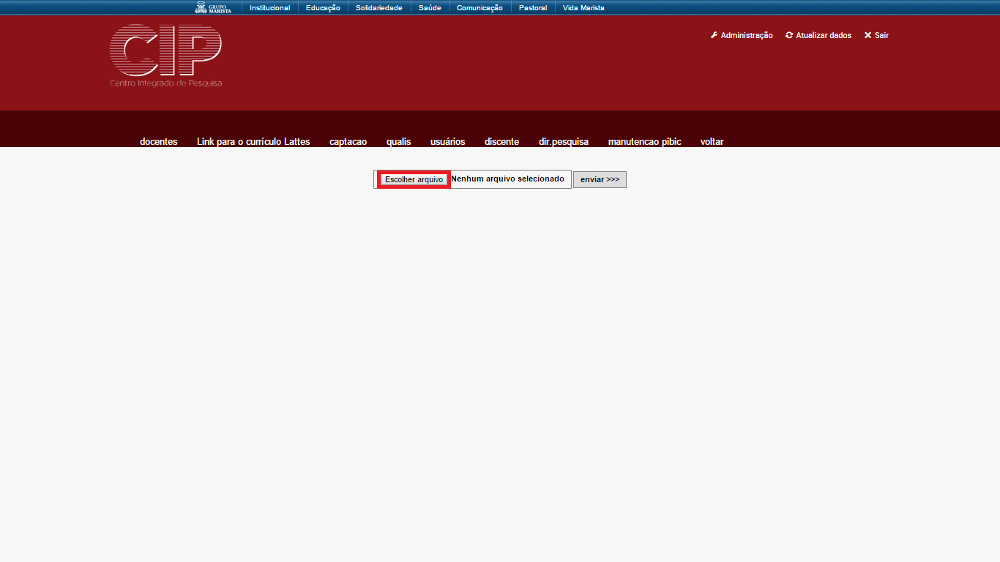 GRUPO MARISTA Institucional Educação Solidariedade Saúde Comunicação Pastoral Vida Marista
CIP
Centro Integrado de Pesquisa
Administração Atualizar dados Sair
docentes Link para o currículo Lattes captacao qualis usuários discente dir.pesquisa manutencao pibic voltar
Escolher arquivo Nenhum arquivo selecionado enviar >>>